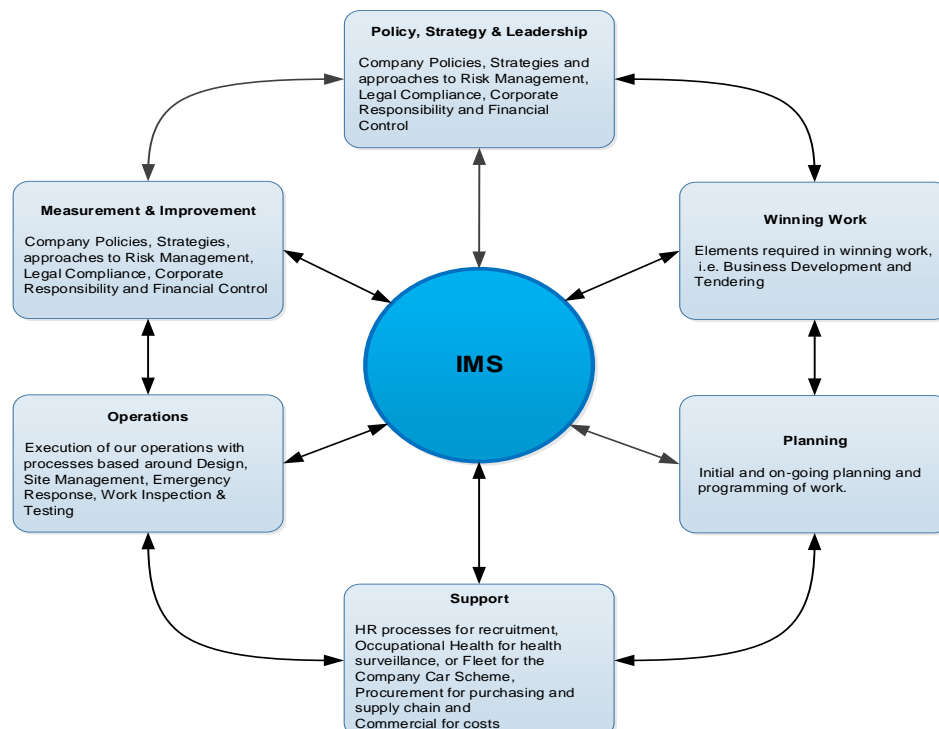 Policy, Strategy & Leadership
Company Policies, Strategies and
approaches to Risk Management,
Legal Compliance, Corporate
Responsibility and Financial
Control
Measurement & Improvement
Company Policies, Strategies,
approaches to Risk Management,
Legal Compliance, Corporate
Responsibility and Financial Control
Winning Work
Elements required in winning work,
i.e. Business Development and
Tendering
IMS
Operations
Execution of our operations with
processes based around Design,
Site Management, Emergency
Response, Work Inspection &
Testing
Planning
Initial and on-going planning and
programming of work.
Support
HR processes for recruitment,
Occupational Health for health
surveillance, or Fleet for the
Company Car Scheme,
Procurement for purchasing and
supply chain and
Commercial for costs